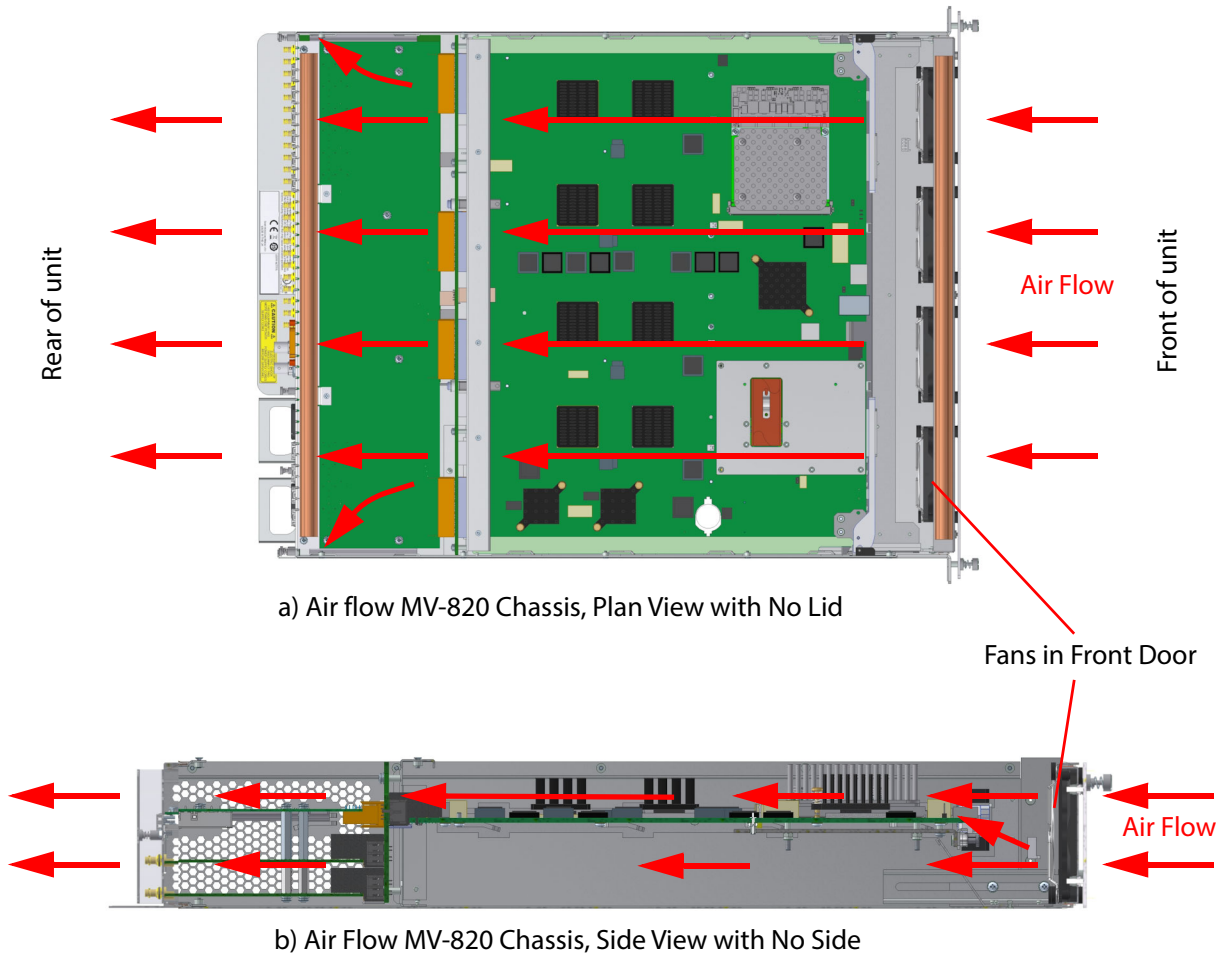 Rear of unit
Air Flow
Front of unit
a) Air flow MV-820 Chassis, Plan View with No Lid
Fans in Front Door
Air Flow
b) Air Flow MV-820 Chassis, Side View with No Side
CAUTION